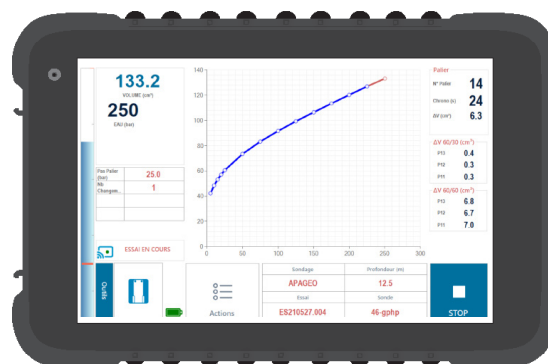 133.2
VOLUME (cm³)
250
EAU (bar)
Pas Palier (bar) 25.0
Nb Changem... 1
ESSAI EN COURS
140
120
100
80
60
40
20
0
0 50 100 150 200 250 300
Palier
N° Palier 14
Chrono (s) 24
ΔV (cm³) 6.3
ΔV 60/30 (cm³)
P13 0.4
P12 0.3
P11 0.3
ΔV 60/60 (cm³)
P13 6.8
P12 6.7
P11 7.0
Outils
Actions
Sondage Profondeur (m)
APAGEO 12.5
Essai Sonde
ES210527.004 46-gphp
STOP